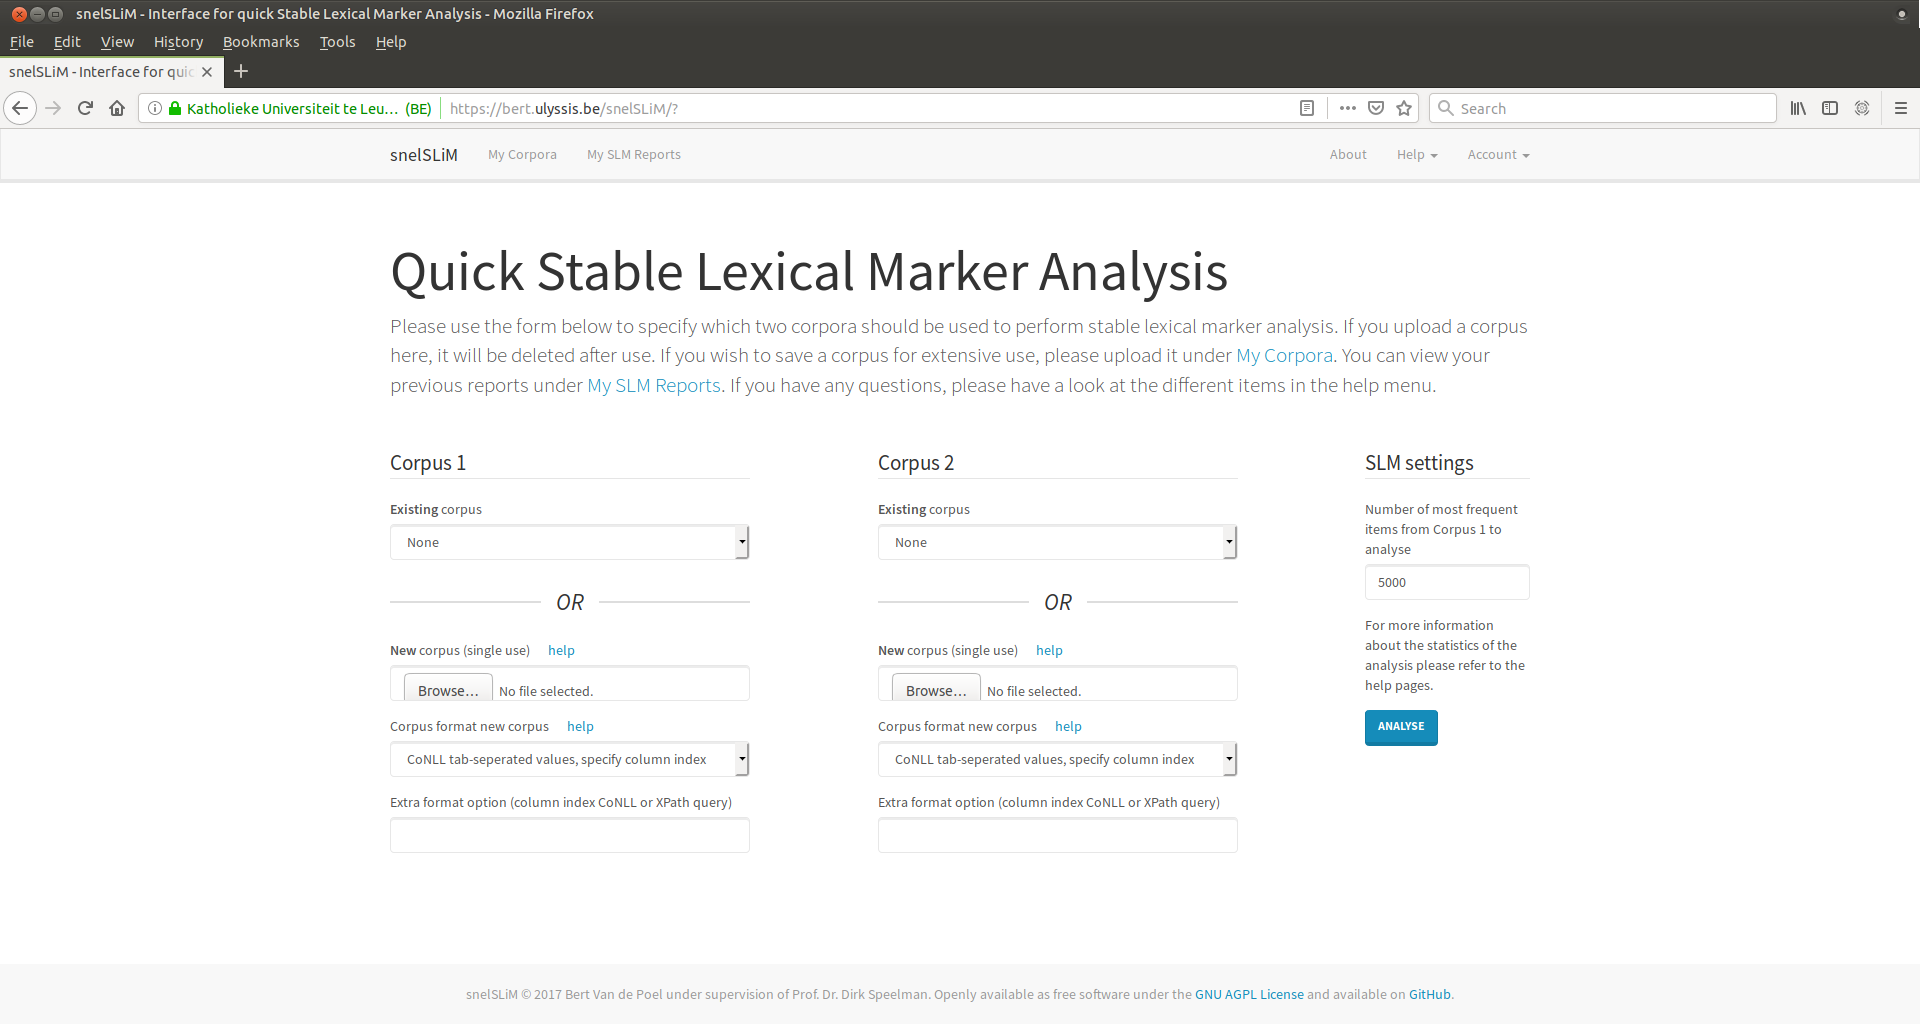 snelSLiM - Interface for quick Stable Lexical Marker Analysis - Mozilla Firefox
File Edit View History Bookmarks Tools Help
snelSLiM - Interface for quic
Katholieke Universiteit te Leu... (BE) https://bert.ulyssis.be/snelSLiM/? Search
snelSLiM My Corpora My SLM Reports About Help Account
Quick Stable Lexical Marker Analysis
Please use the form below to specify which two corpora should be used to perform stable lexical marker analysis. If you upload a corpus
here, it will be deleted after use. If you wish to save a corpus for extensive use, please upload it under My Corpora. You can view your
previous reports under My SLM Reports. If you have any questions, please have a look at the different items in the help menu.
Corpus 1
Existing corpus
None
OR
New corpus (single use) help
Browse... No file selected.
Corpus format new corpus help
CoNLL tab-seperated values, specify column index
Extra format option (column index CoNLL or XPath query)
Corpus 2
Existing corpus
None
OR
New corpus (single use) help
Browse... No file selected.
Corpus format new corpus help
CoNLL tab-seperated values, specify column index
Extra format option (column index CoNLL or XPath query)
SLM settings
Number of most frequent
items from Corpus 1 to
analyse
5000
For more information
about the statistics of the
analysis please refer to the
help pages.
ANALYSE
snelSLiM © 2017 Bert Van de Poel under supervision of Prof. Dr. Dirk Speelman. Openly available as free software under the GNU AGPL License and available on GitHub.